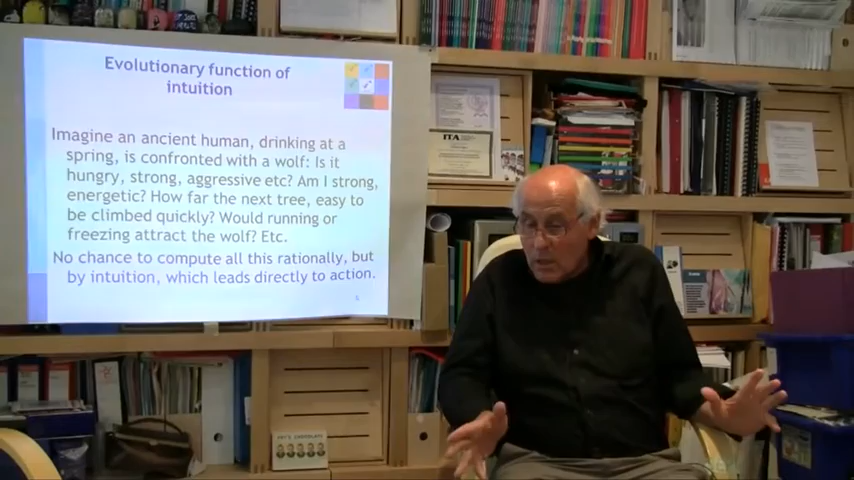 Evolutionary function of
intuition
Imagine an ancient human, drinking at a
spring, is confronted with a wolf: Is it
hungry, strong, aggressive etc? Am I strong,
energetic? How far the next tree, easy to
be climbed quickly? Would running or
freezing attract the wolf? Etc.
No chance to compute all this rationally, but
by intuition, which leads directly to action.
ITA